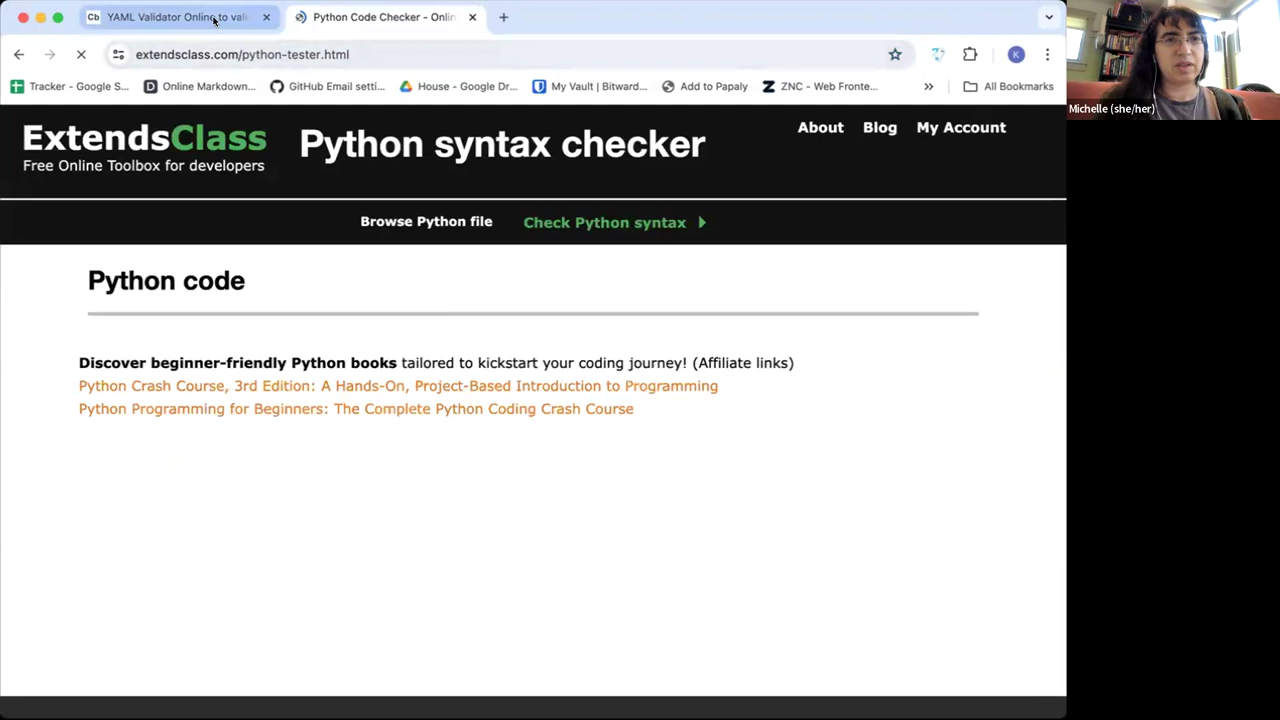 Cb YAML Validator Online to vali
Python Code Checker - Onlin
extendsclass.com/python-tester.html
K
Tracker - Google S...
Online Markdown...
GitHub Email setti...
House - Google Dr...
My Vault | Bitward...
Add to Papaly
ZNC - Web Fronte...
»
All Bookmarks
Michelle (she/her)
ExtendsClass
Free Online Toolbox for developers
Python syntax checker
About
Blog
My Account
Browse Python file
Check Python syntax
Python code
Discover beginner-friendly Python books tailored to kickstart your coding journey! (Affiliate links)
Python Crash Course, 3rd Edition: A Hands-On, Project-Based Introduction to Programming
Python Programming for Beginners: The Complete Python Coding Crash Course